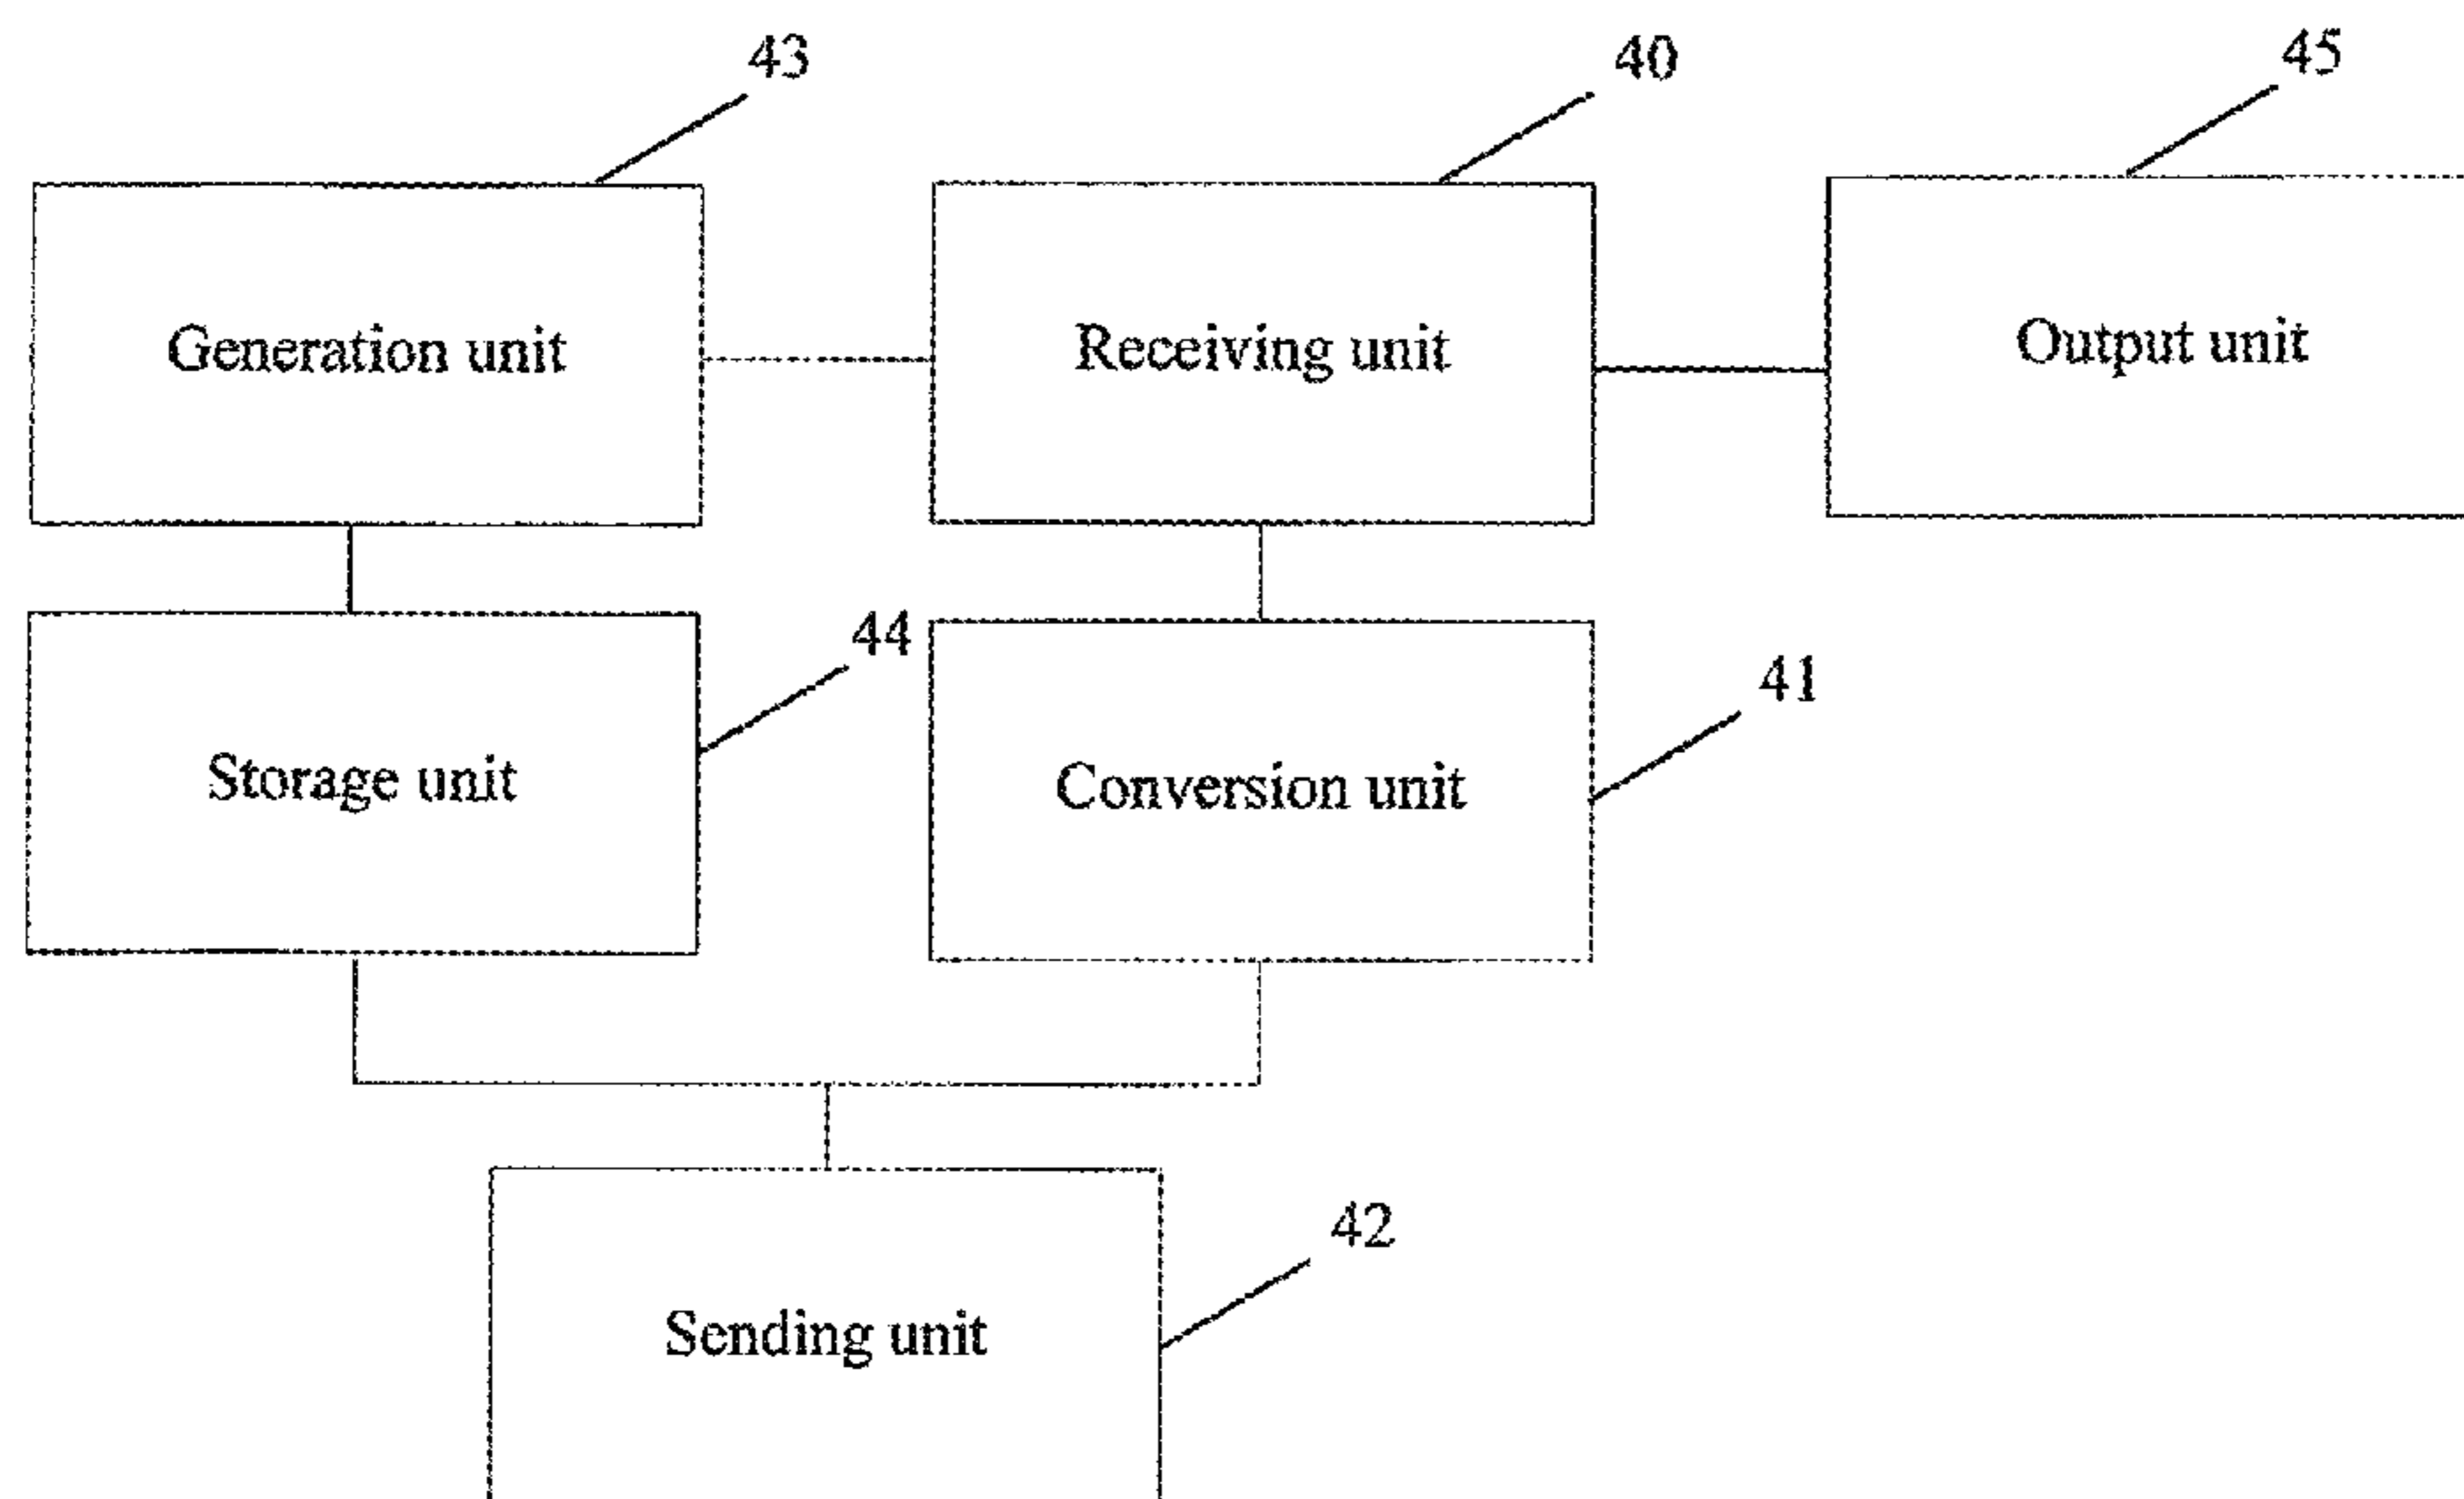 43
40
45
Generation unit
Receiving unit
Output unit
44
41
Storage unit
Conversion unit
42
Sending unit